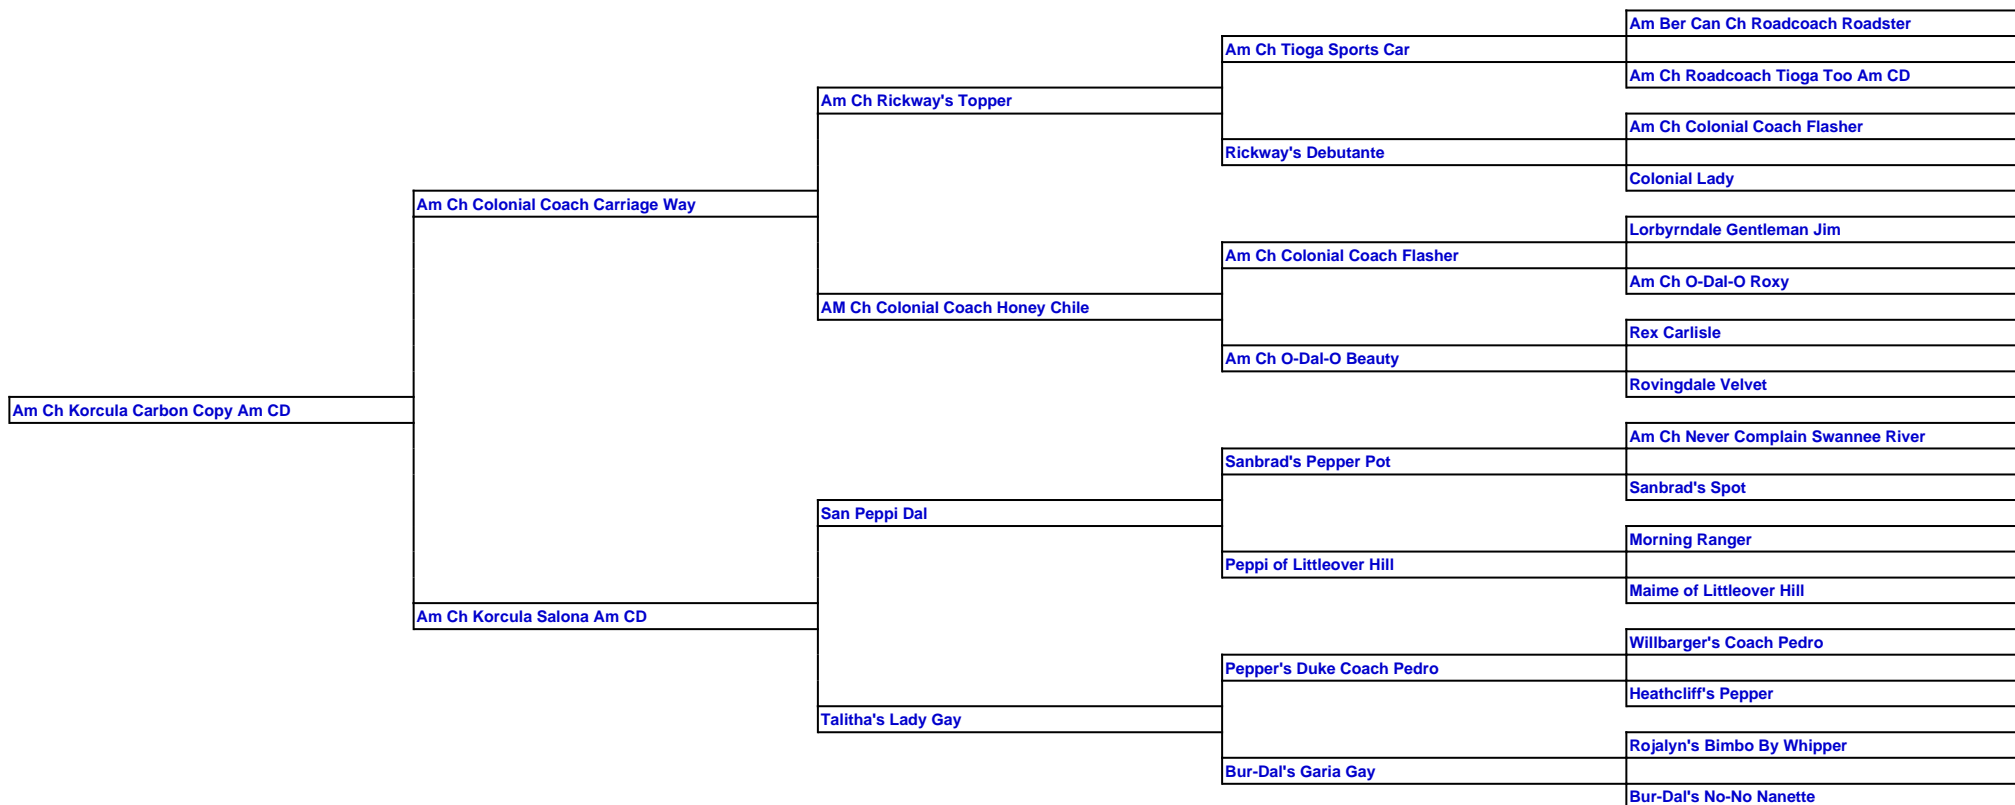 Am Ber Can Ch Roadcoach Roadster
Am Ch Tioga Sports Car
Am Ch Roadcoach Tioga Too Am CD
Am Ch Rickway's Topper
Am Ch Colonial Coach Flasher
Rickway's Debutante
Colonial Lady
Am Ch Colonial Coach Carriage Way
Lorbyrndale Gentleman Jim
Am Ch Colonial Coach Flasher
Am Ch O-Dal-O Roxy
AM Ch Colonial Coach Honey Chile
Rex Carlisle
Am Ch O-Dal-O Beauty
Rovingdale Velvet
Am Ch Korcula Carbon Copy Am CD
Am Ch Never Complain Swannee River
Sanbrad's Pepper Pot
Sanbrad's Spot
San Peppi Dal
Morning Ranger
Peppi of Littleover Hill
Maime of Littleover Hill
Am Ch Korcula Salona Am CD
Willbarger's Coach Pedro
Pepper's Duke Coach Pedro
Heathcliff's Pepper
Talitha's Lady Gay
Rojalyn's Bimbo By Whipper
Bur-Dal's Garia Gay
Bur-Dal's No-No Nanette